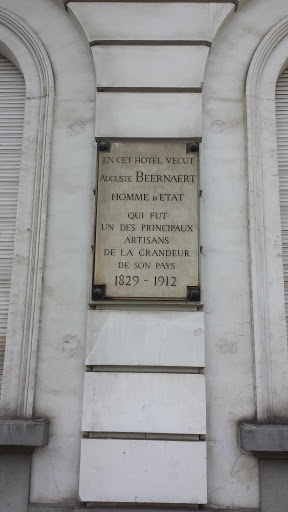 EN CET HOTEL VECUT
AUGUSTE BEERNAERT
HOMME D'ETAT
QUI FUT
UN DES PRINCIPAUX
ARTISANS
DE LA GRANDEUR
DE SON PAYS
1829 - 1912